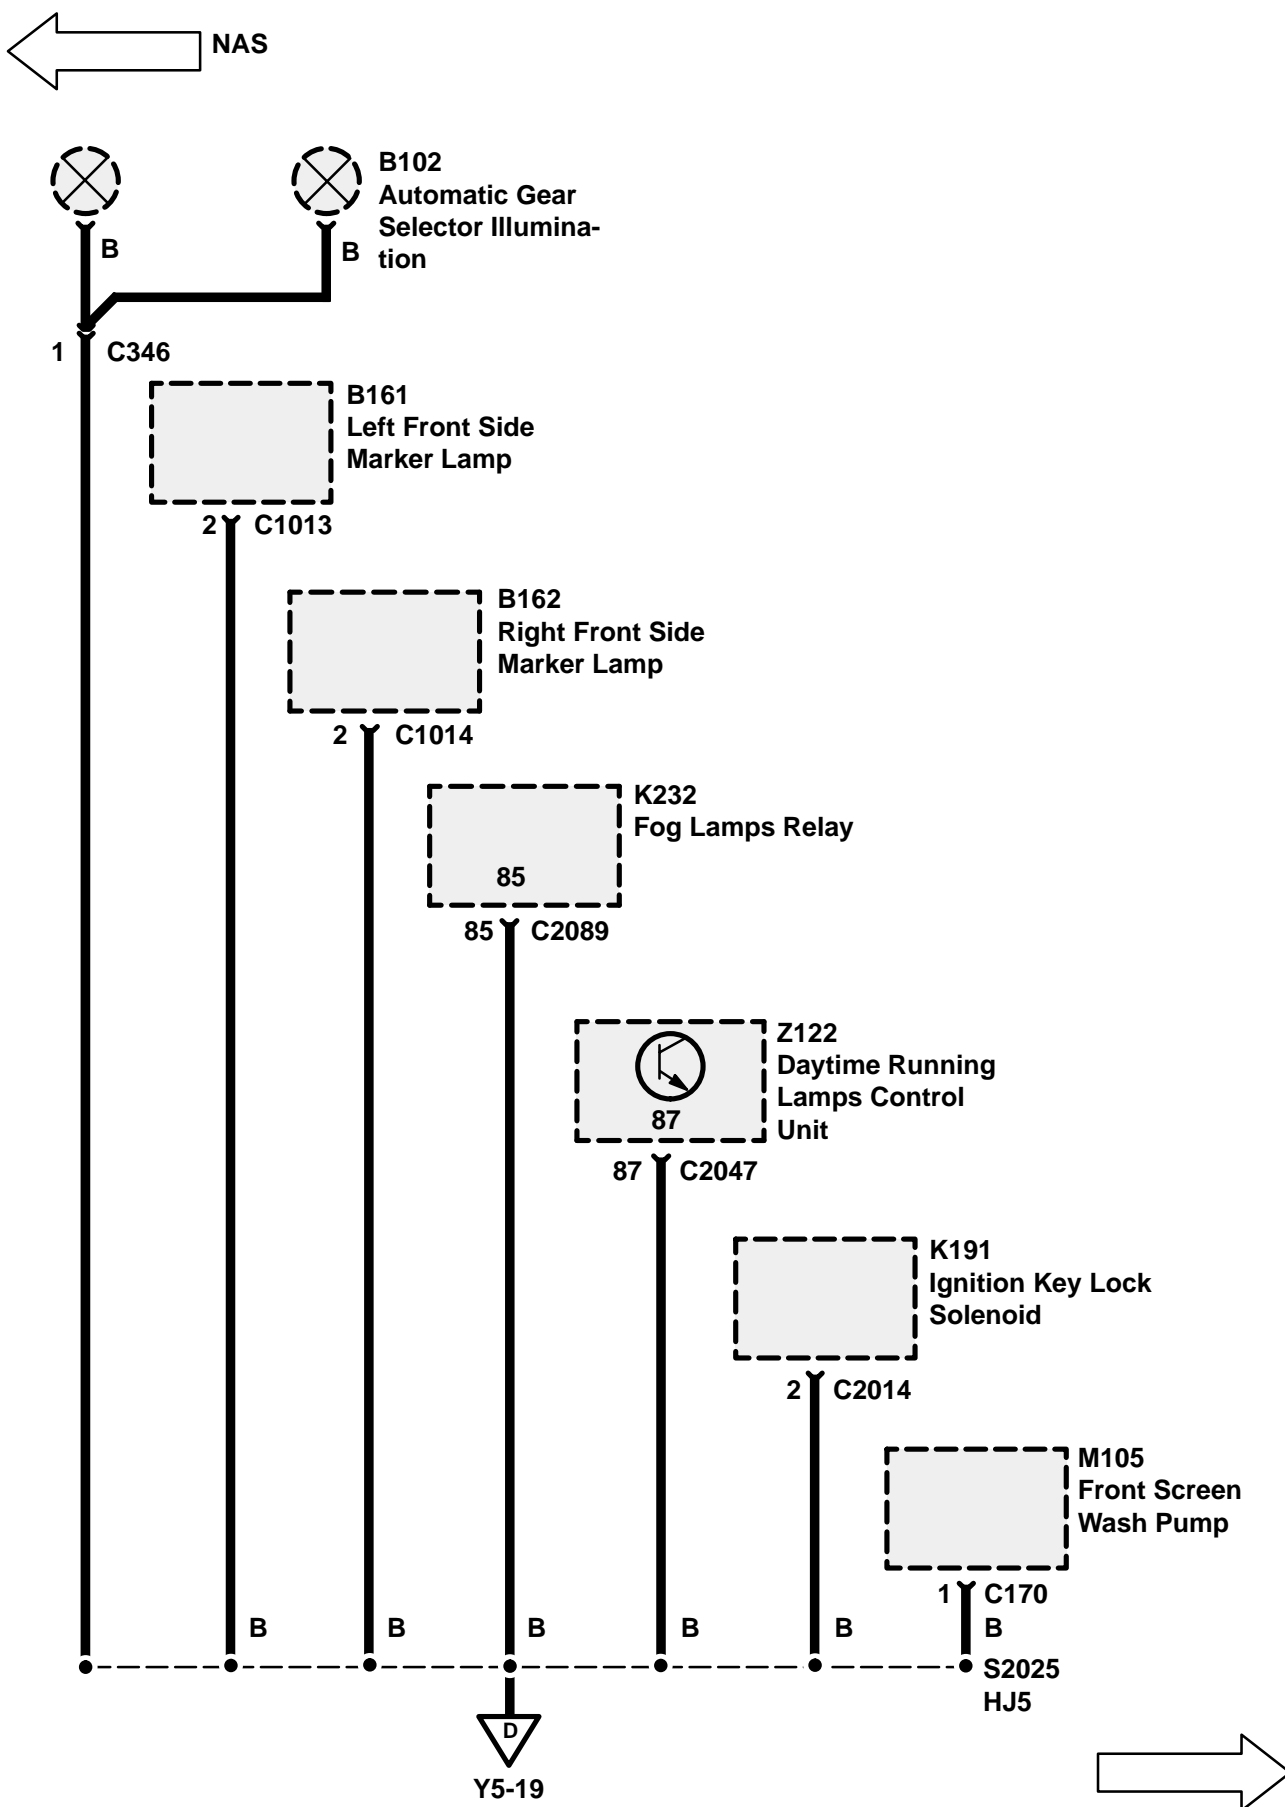 NAS
B102
Automatic Gear
Selector Illumina-
tion
B
B
1
C346
B161
Left Front Side
Marker Lamp
2
C1013
B162
Right Front Side
Marker Lamp
2
C1014
K232
Fog Lamps Relay
85
85
C2089
Z122
Daytime Running
Lamps Control
Unit
87
87
C2047
K191
Ignition Key Lock
Solenoid
2
C2014
M105
Front Screen
Wash Pump
1
C170
B
B
B
B
B
B
S2025
HJ5
D
Y5-19